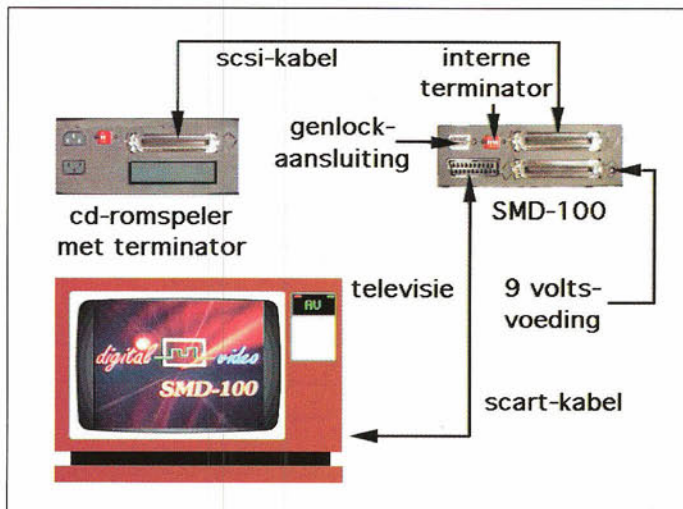 scsi-kabel
interne
terminator
genlock-
aansluiting
cd-romspeler
met terminator
SMD-100
televisie
9 volts-
voeding
AV
digital video
SMD-100
scart-kabel